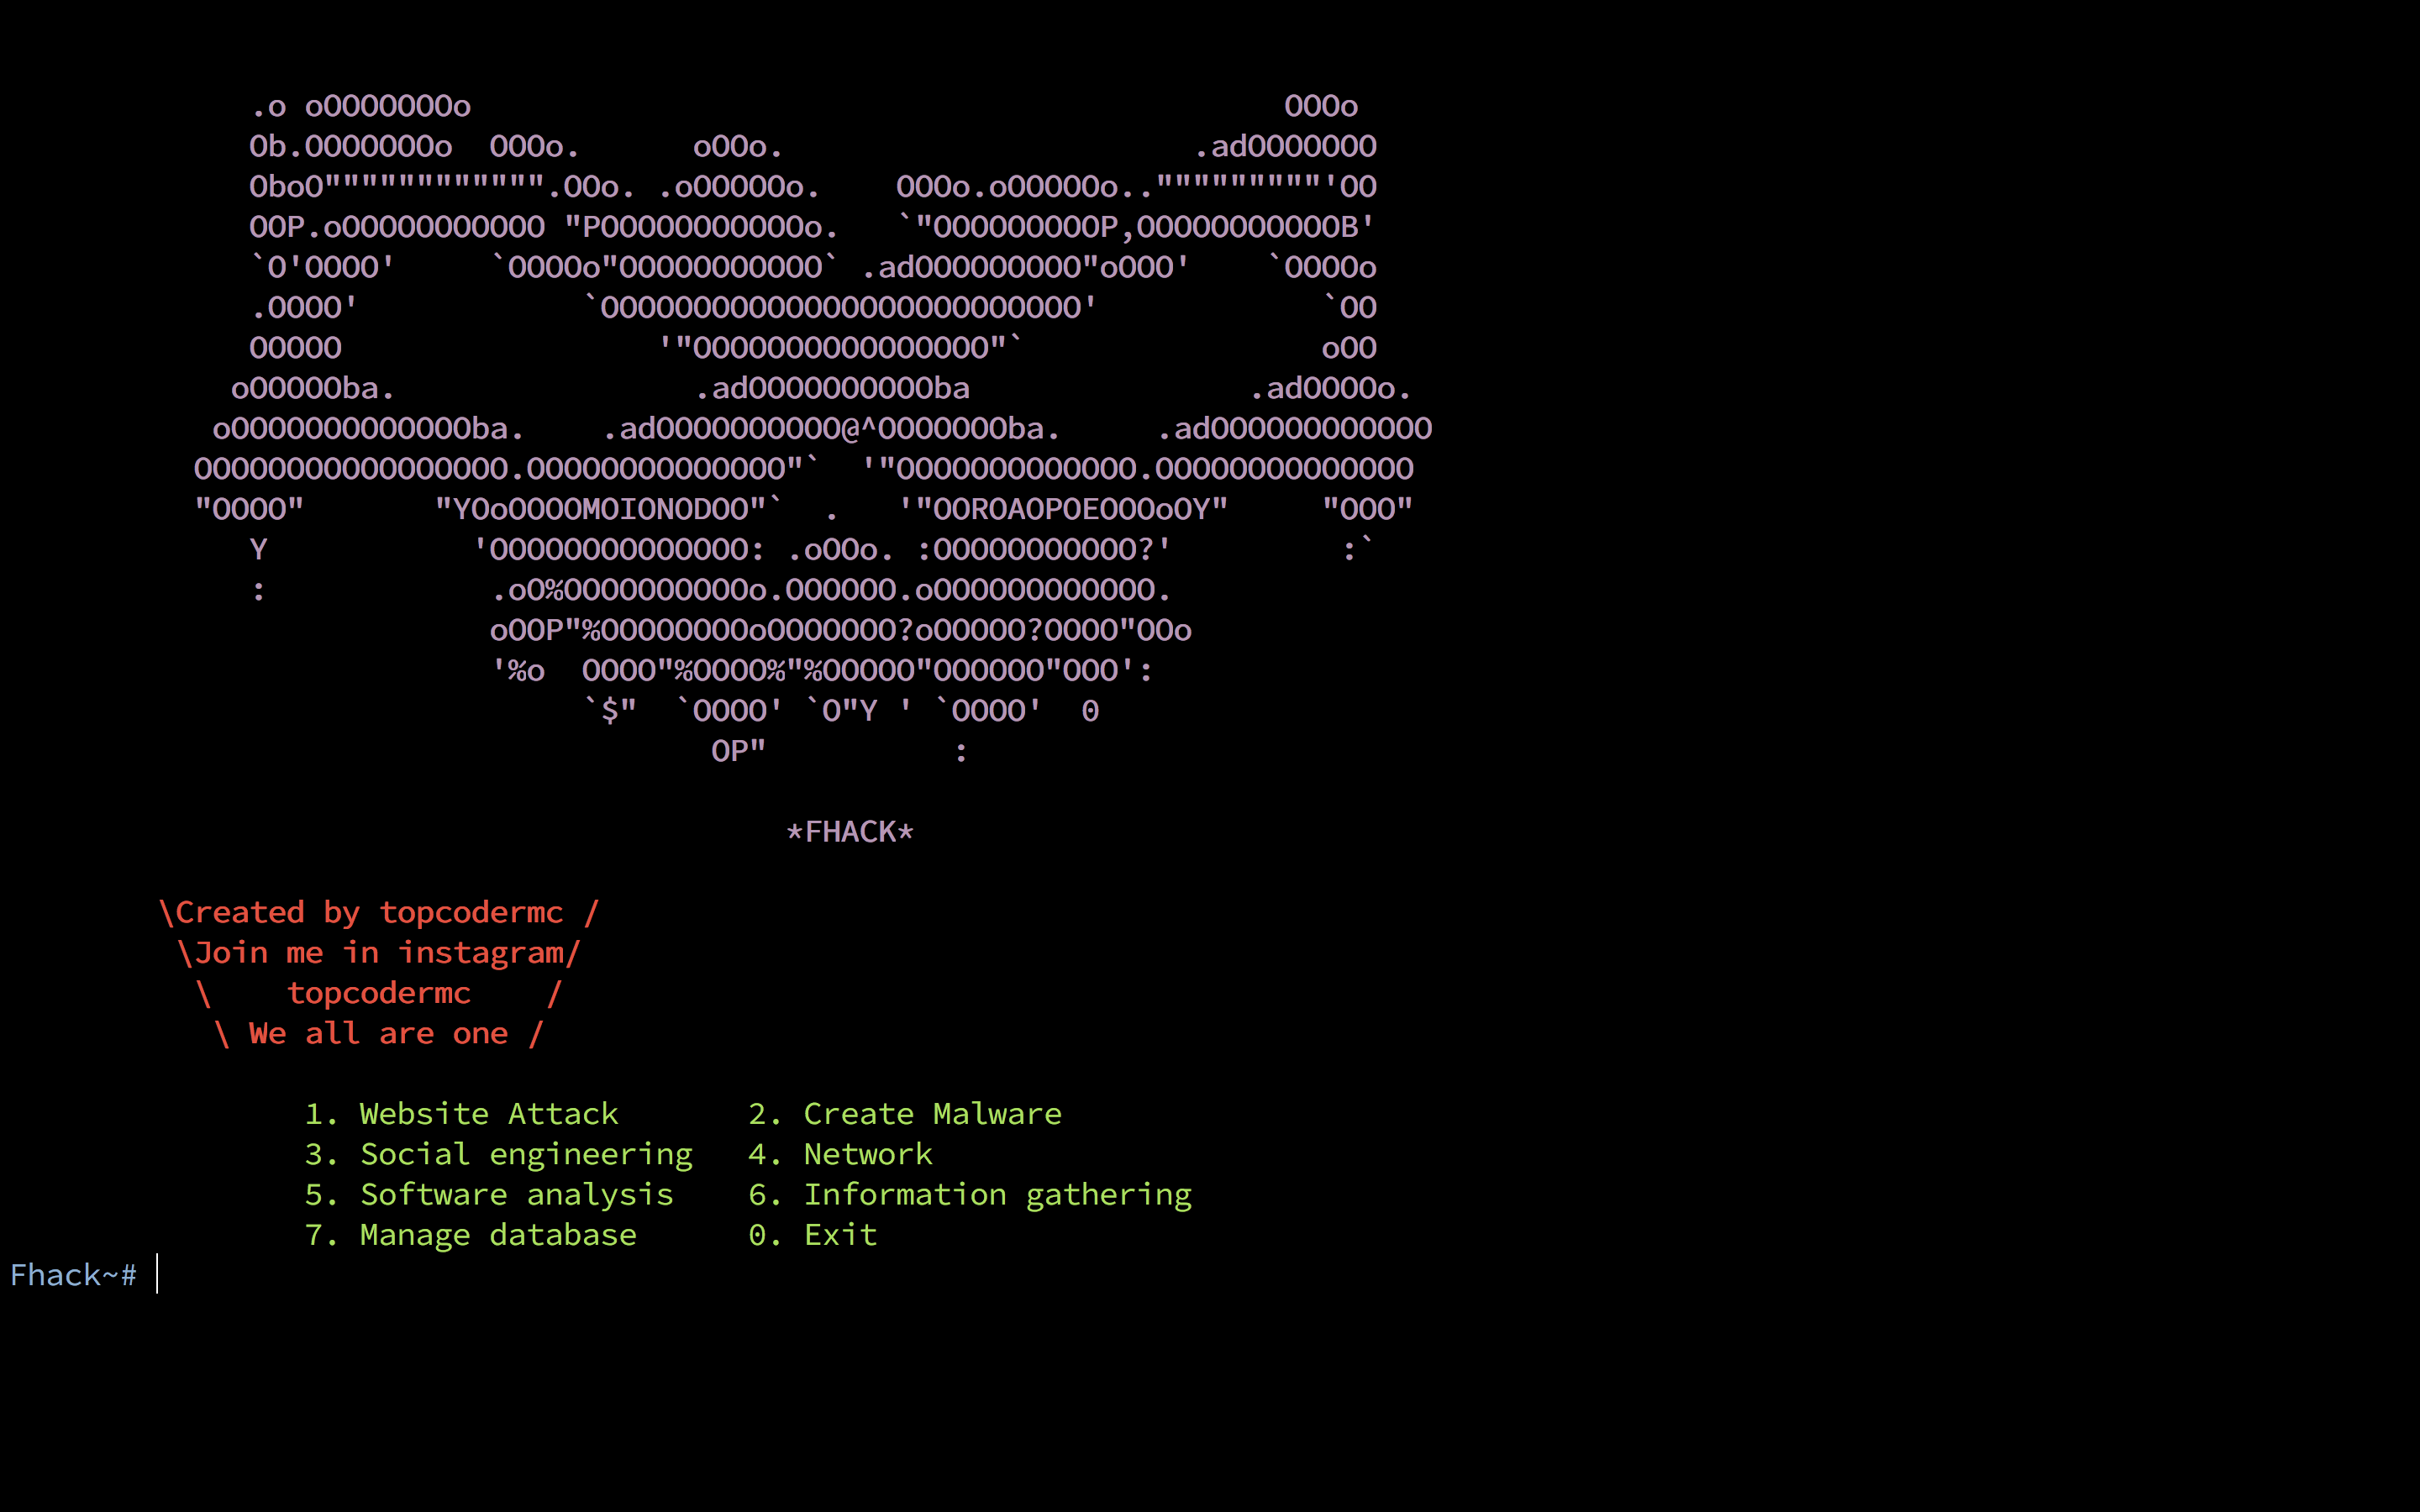 .o oOOOOOOOo                                            OOOo
Ob.OOOOOOOo  OOOo.      oOOo.                      .adOOOOOOO
OboO"""""""""""".OOo. .oOOOOOo.    OOOo.oOOOOOo.."""""""""'OO
OOP.oOOOOOOOOOOO "POOOOOOOOOOOo.   `"OOOOOOOOOP,OOOOOOOOOOOB'
`O'OOOO'     `OOOOo"OOOOOOOOOOO` .adOOOOOOOOO"oOOO'    `OOOOo
.OOOO'            `OOOOOOOOOOOOOOOOOOOOOOOOOO'            `OO
OOOOO                 '"OOOOOOOOOOOOOOOO"`                oOO
oOOOOOba.                .adOOOOOOOOOOba               .adOOOOo.
oOOOOOOOOOOOOOba.    .adOOOOOOOOOO@^OOOOOOOba.     .adOOOOOOOOOOOO
OOOOOOOOOOOOOOOOO.OOOOOOOOOOOOOO"`  '"OOOOOOOOOOOOO.OOOOOOOOOOOOOO
"OOOO"       "YOoOOOOMOIONODOO"`  .   '"OOROAOPOEOOOoOY"     "OOO"
Y           'OOOOOOOOOOOOOO: .oOOo. :OOOOOOOOOOO?'         :`
:            .oO%OOOOOOOOOOo.OOOOOO.oOOOOOOOOOOOO.
oOOP"%OOOOOOOOoOOOOOOO?oOOOOO?OOOO"OOo
'%o  OOOO"%OOOO%"%OOOOO"OOOOOO"OOO':
`$"  `OOOO' `O"Y ' `OOOO'  0
OP"          :
*FHACK*
\Created by topcodermc /
\Join me in instagram/
\    topcodermc    /
\ We all are one /
1. Website Attack       2. Create Malware
3. Social engineering   4. Network
5. Software analysis    6. Information gathering
7. Manage database      0. Exit
Fhack~#